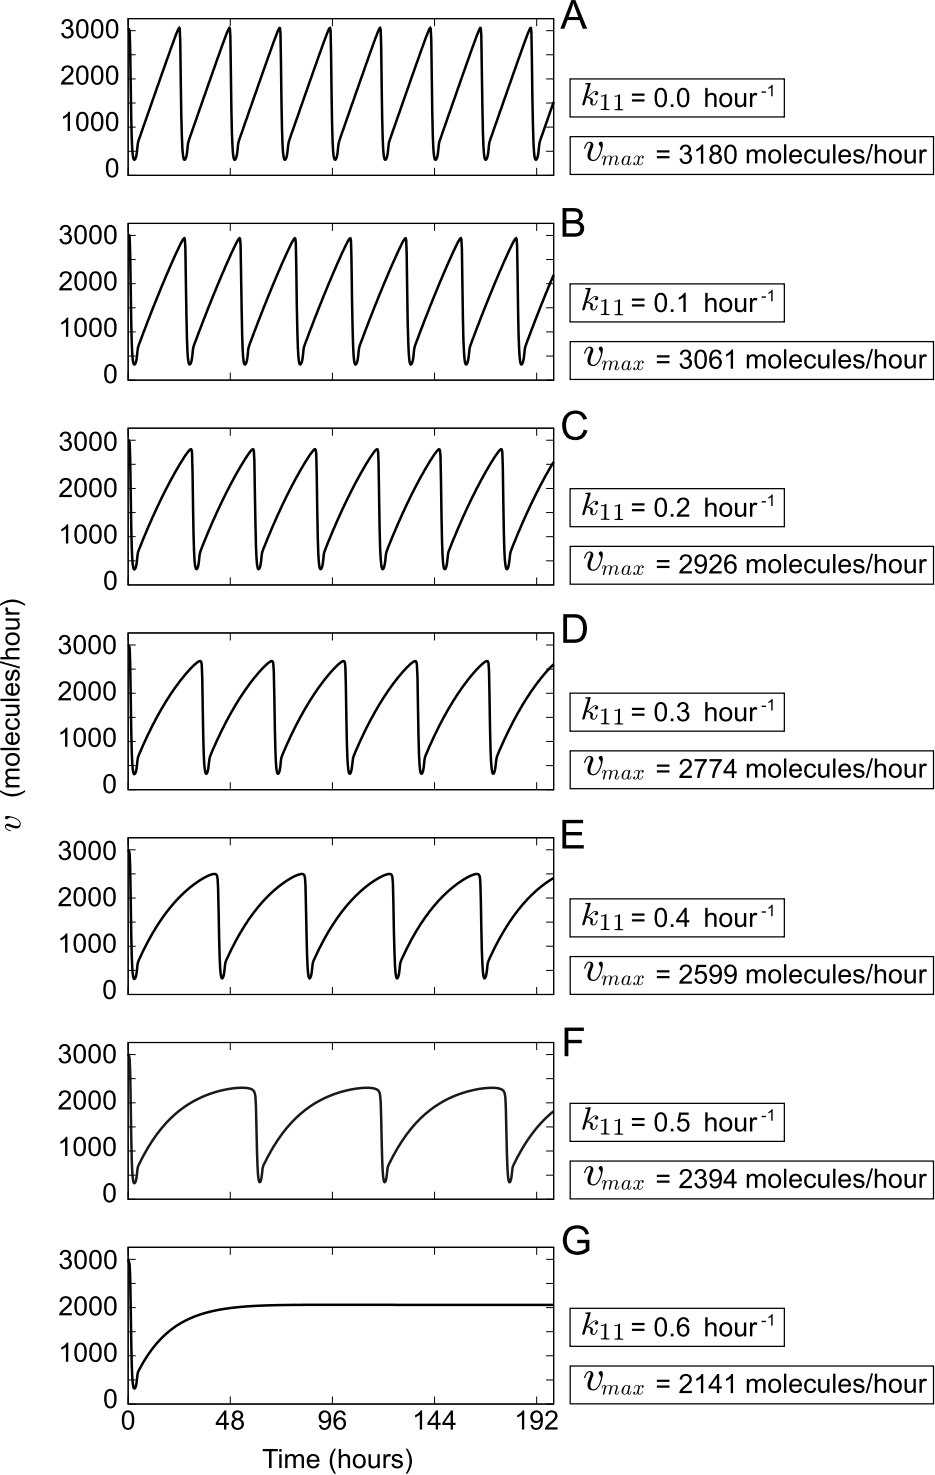 A
3000
2000
1000
0
k11 = 0.0 hour-1
vmax = 3180 molecules/hour
B
3000
2000
1000
0
k11 = 0.1 hour-1
vmax = 3061 molecules/hour
C
3000
2000
1000
0
k11 = 0.2 hour-1
vmax = 2926 molecules/hour
D
3000
2000
1000
0
k11 = 0.3 hour-1
vmax = 2774 molecules/hour
v (molecules/hour)
E
3000
2000
1000
0
k11 = 0.4 hour-1
vmax = 2599 molecules/hour
F
3000
2000
1000
0
k11 = 0.5 hour-1
vmax = 2394 molecules/hour
G
3000
2000
1000
0
k11 = 0.6 hour-1
vmax = 2141 molecules/hour
0 48 96 144 192
Time (hours)